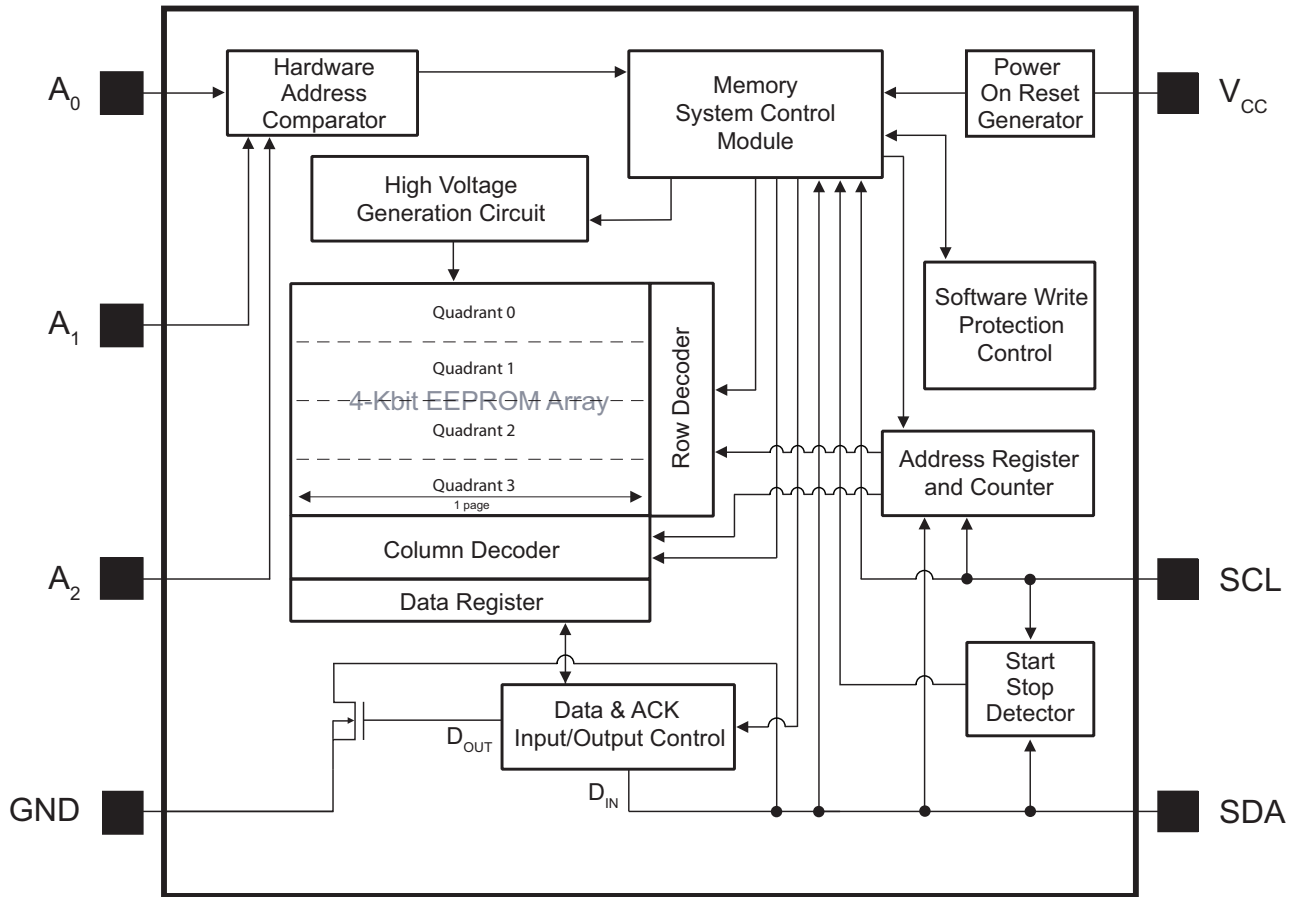 A0
Hardware
Address
Comparator
Memory
System Control
Module
Power
On Reset
Generator
VCC
High Voltage
Generation Circuit
A1
Quadrant 0
Quadrant 1
4-Kbit EEPROM Array
Quadrant 2
Quadrant 3
1 page
Row Decoder
Software Write
Protection
Control
Address Register
and Counter
A2
Column Decoder
Data Register
SCL
Start
Stop
Detector
Data & ACK
Input/Output Control
DOUT
DIN
GND
SDA